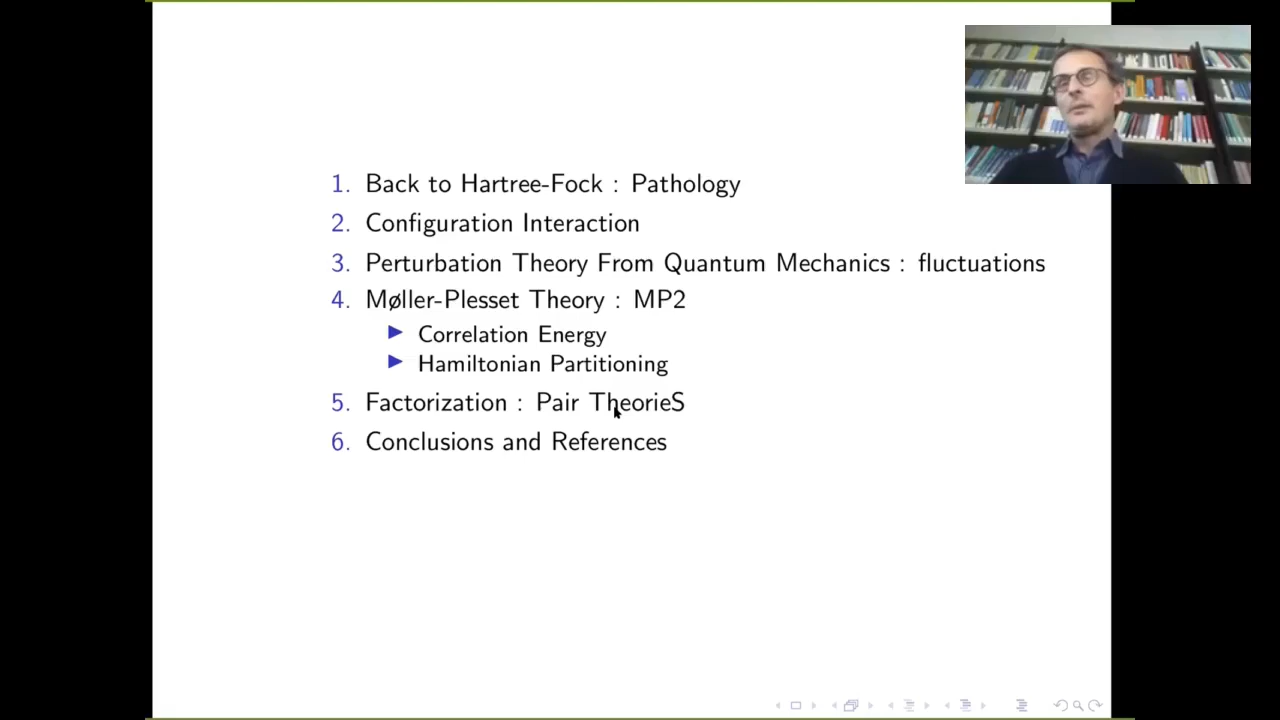 1. Back to Hartree-Fock : Pathology
2. Configuration Interaction
3. Perturbation Theory From Quantum Mechanics : fluctuations
4. Møller-Plesset Theory : MP2
▶ Correlation Energy
▶ Hamiltonian Partitioning
5. Factorization : Pair TheorieS
6. Conclusions and References